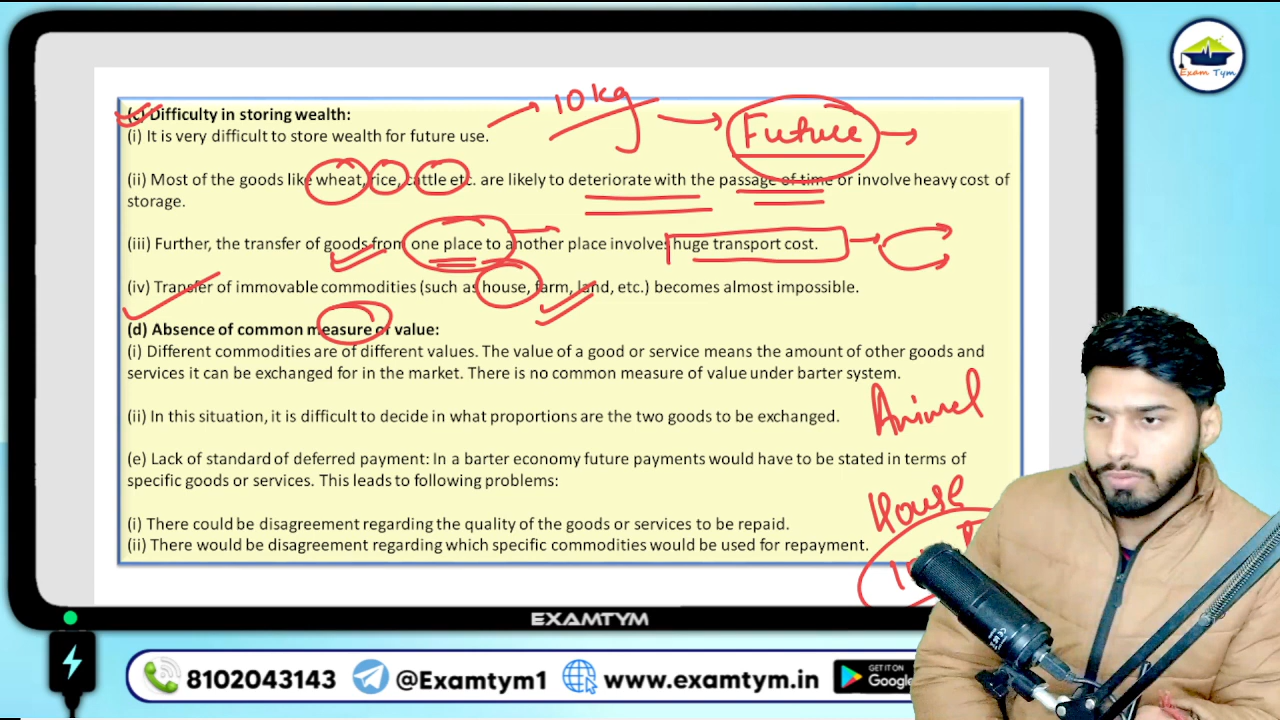 Exam Tym
(c) Difficulty in storing wealth:
10 kg
(i) It is very difficult to store wealth for future use.
Future
(ii) Most of the goods like wheat, rice, cattle etc. are likely to deteriorate with the passage of time or involve heavy cost of
storage.
(iii) Further, the transfer of goods from one place to another place involves huge transport cost.
(iv) Transfer of immovable commodities (such as house, farm, land, etc.) becomes almost impossible.
(d) Absence of common measure of value:
(i) Different commodities are of different values. The value of a good or service means the amount of other goods and
services it can be exchanged for in the market. There is no common measure of value under barter system.
Animal
(ii) In this situation, it is difficult to decide in what proportions are the two goods to be exchanged.
(e) Lack of standard of deferred payment: In a barter economy future payments would have to be stated in terms of
specific goods or services. This leads to following problems:
House
(i) There could be disagreement regarding the quality of the goods or services to be repaid.
(ii) There would be disagreement regarding which specific commodities would be used for repayment.
EXAMTYM
8102043143 @Examtym1 www.examtym.in GET IT ON
Google